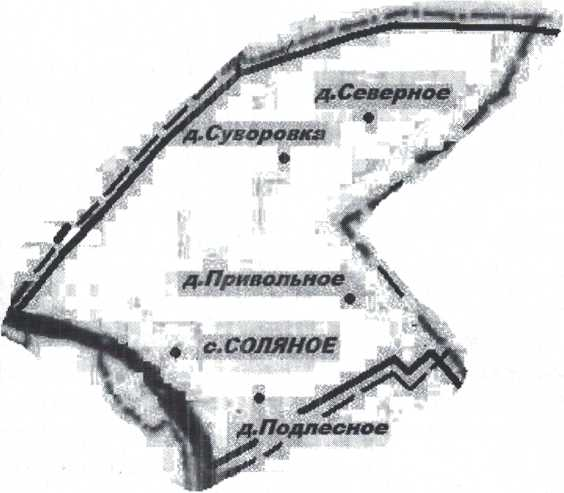 д.Северное
д.Суворовка
д.Привольное
с.СОЛЯНОЕ
д.Подлесное